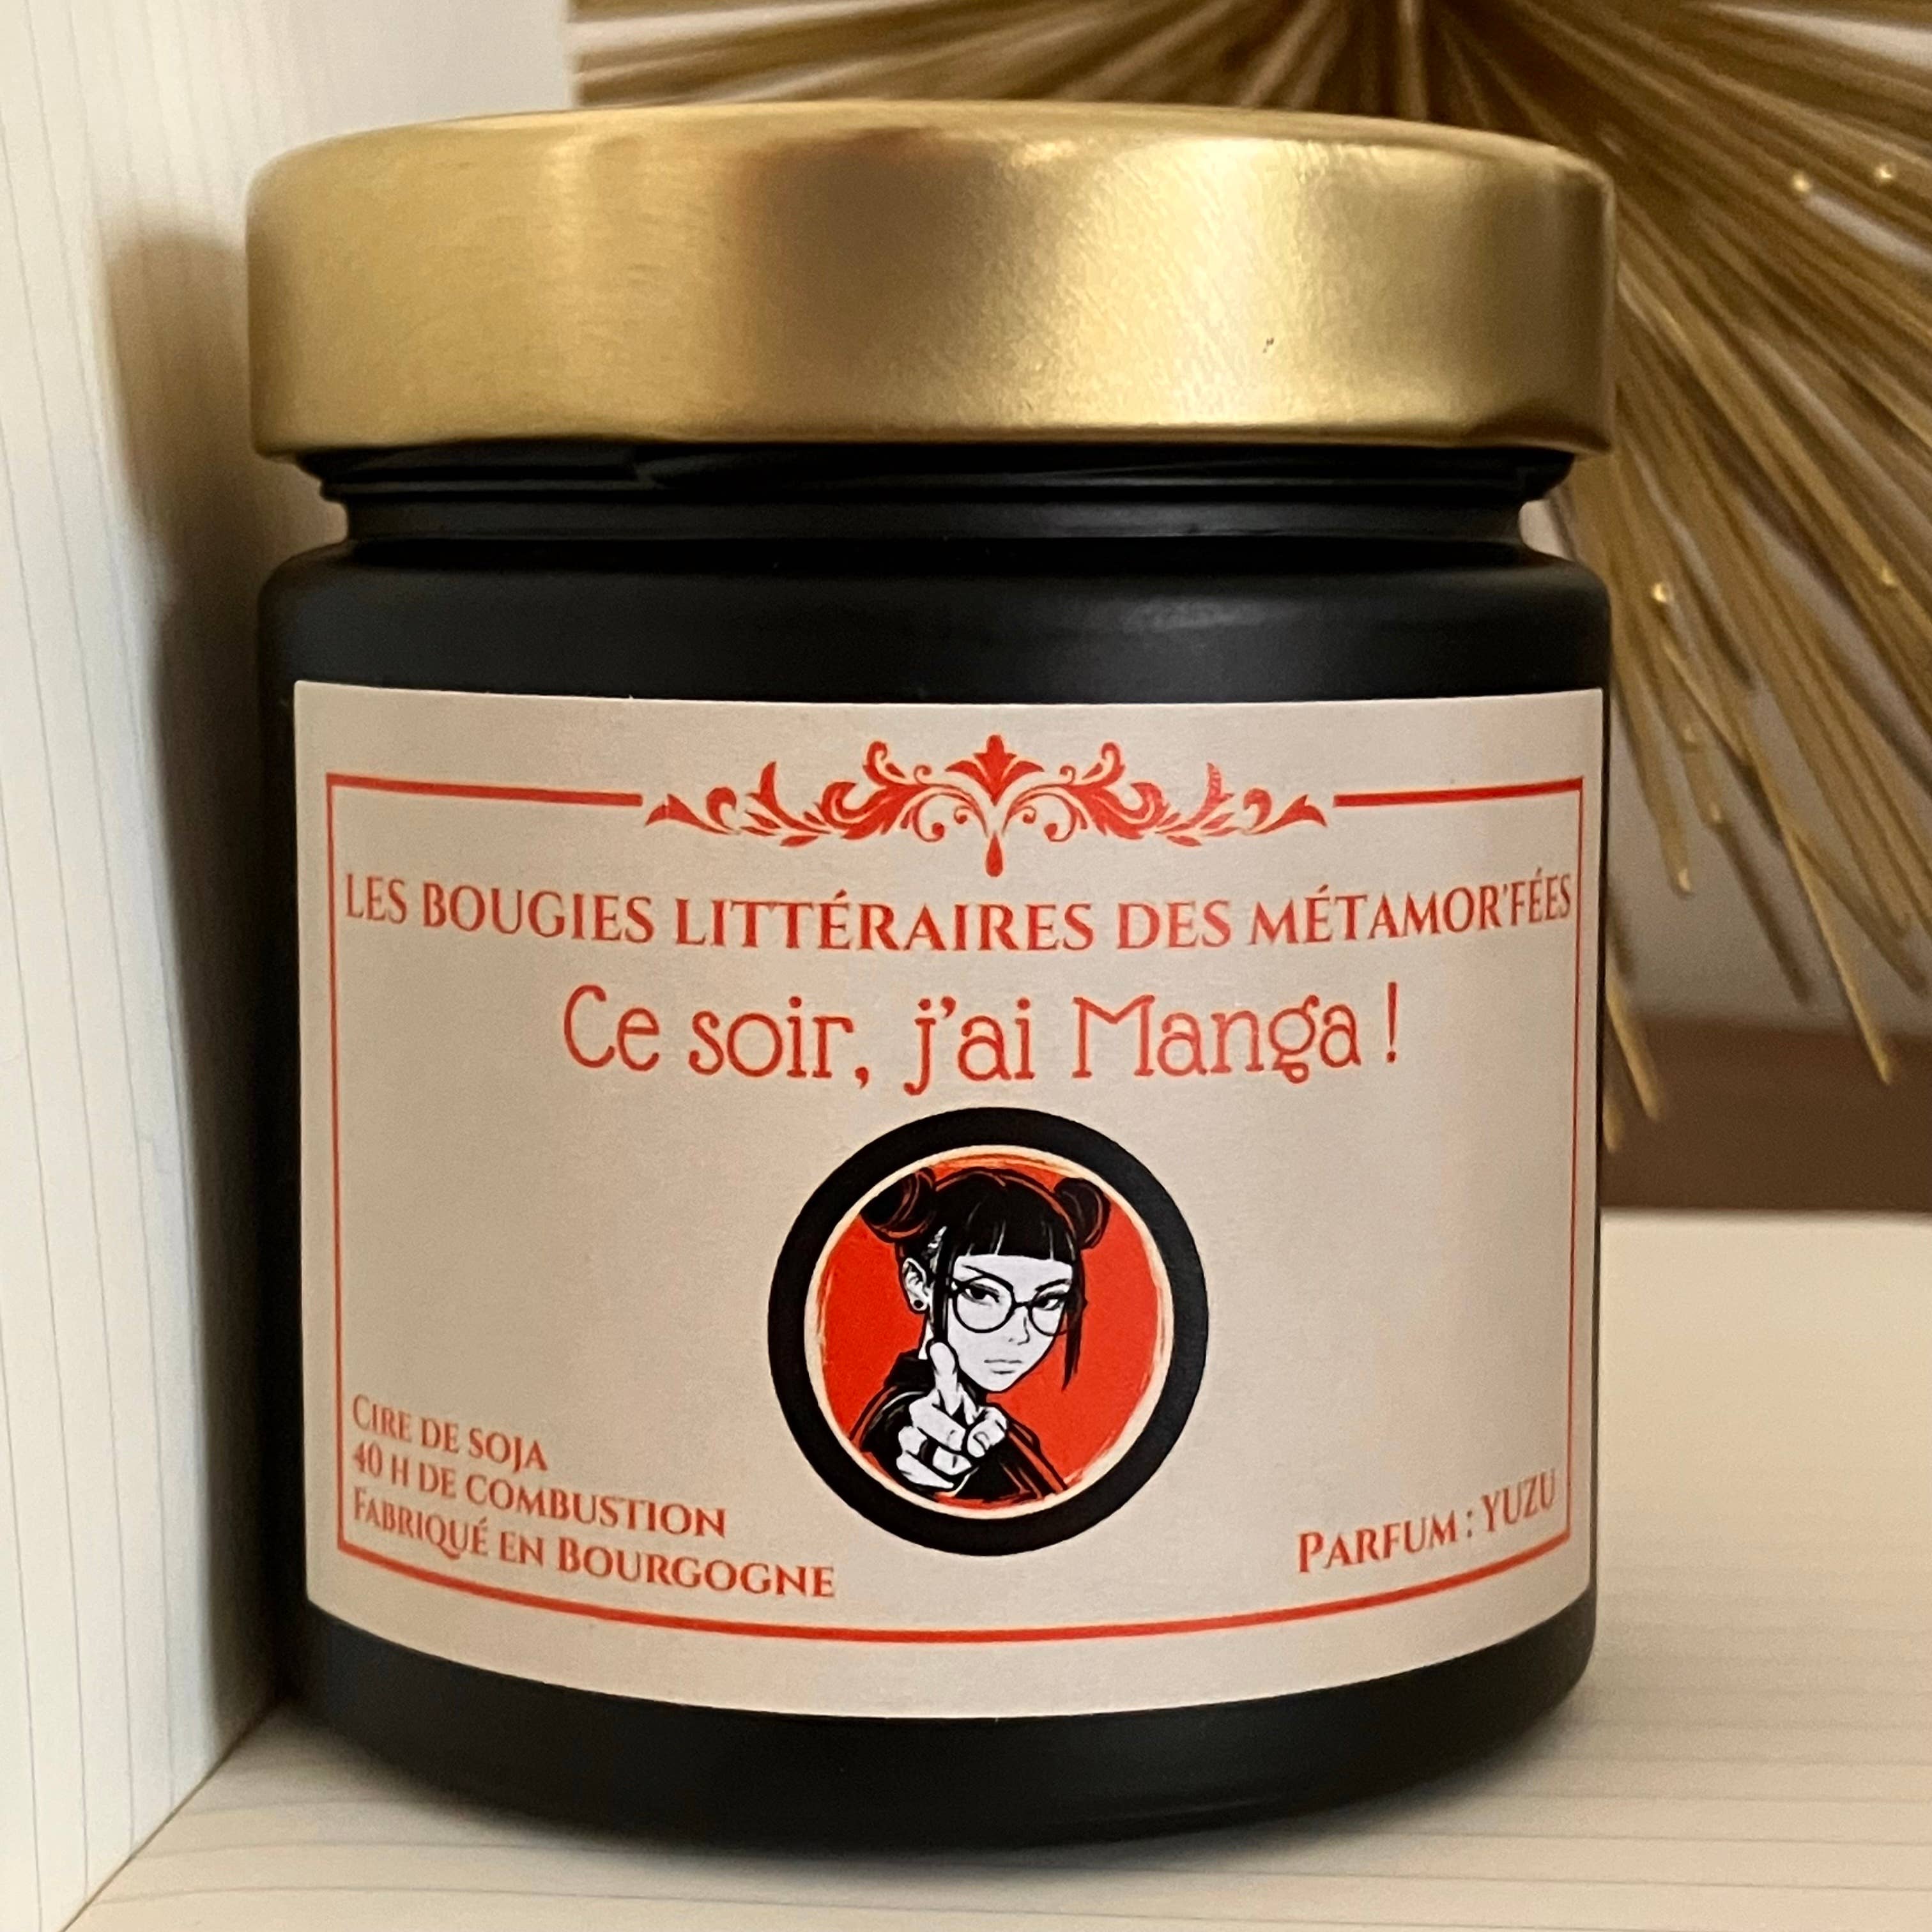 LES BOUGIES LITTÉRAIRES DES MÉTAMOR'FÉES
Ce soir, j'ai Manga !
CIRE DE SOJA
40 H DE COMBUSTION
FABRIQUÉ EN BOURGOGNE
PARFUM : YUZU